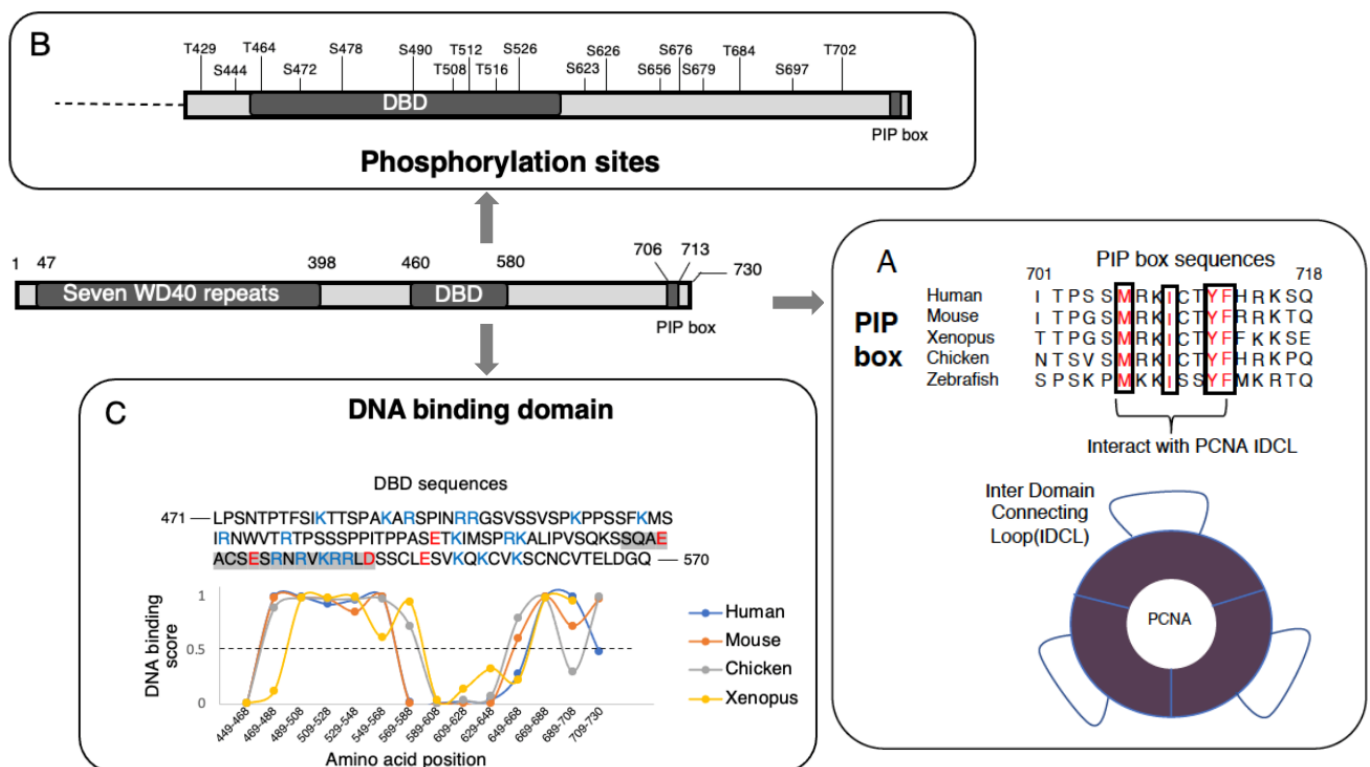 B
T429 T464 S478 S490 T512 S526 S626 S676 T684 T702
S444 S472 T508 T516 S623 S656 S679 S697
DBD
PIP box
Phosphorylation sites
1 47 398 460 580 706 713 730
Seven WD40 repeats DBD
PIP box
A
PIP box
PIP box sequences
701 718
Human I T P S S M R K I C T Y F H R K S Q
Mouse I T P G S M R K I C T Y F R R K T Q
Xenopus T T P G S M R K I C T Y F F K K S E
Chicken N T S V S M R K I C T Y F H R K P Q
Zebrafish S P S K P M K K I S S Y F M K R T Q
Interact with PCNA IDCL
Inter Domain
Connecting
Loop(IDCL)
PCNA
C
DNA binding domain
DBD sequences
471 LPSNTPTFSIKTTSPAKARSPINRRGSVSSVSPKPPSSFKMS
IRNWVTRTPSSSPPITPPASETKIMSPRKALIPVSQKSSQAE
ACSESRNRVKRRLDSSCLESVKQKCVKSCNCVTELDGQ 570
DNA binding
score
1
0.5
0
449-468 469-488 489-508 509-528 529-548 549-568 569-588 589-608 609-628 629-648 649-668 669-688 689-708 709-730
Amino acid position
Human
Mouse
Chicken
Xenopus